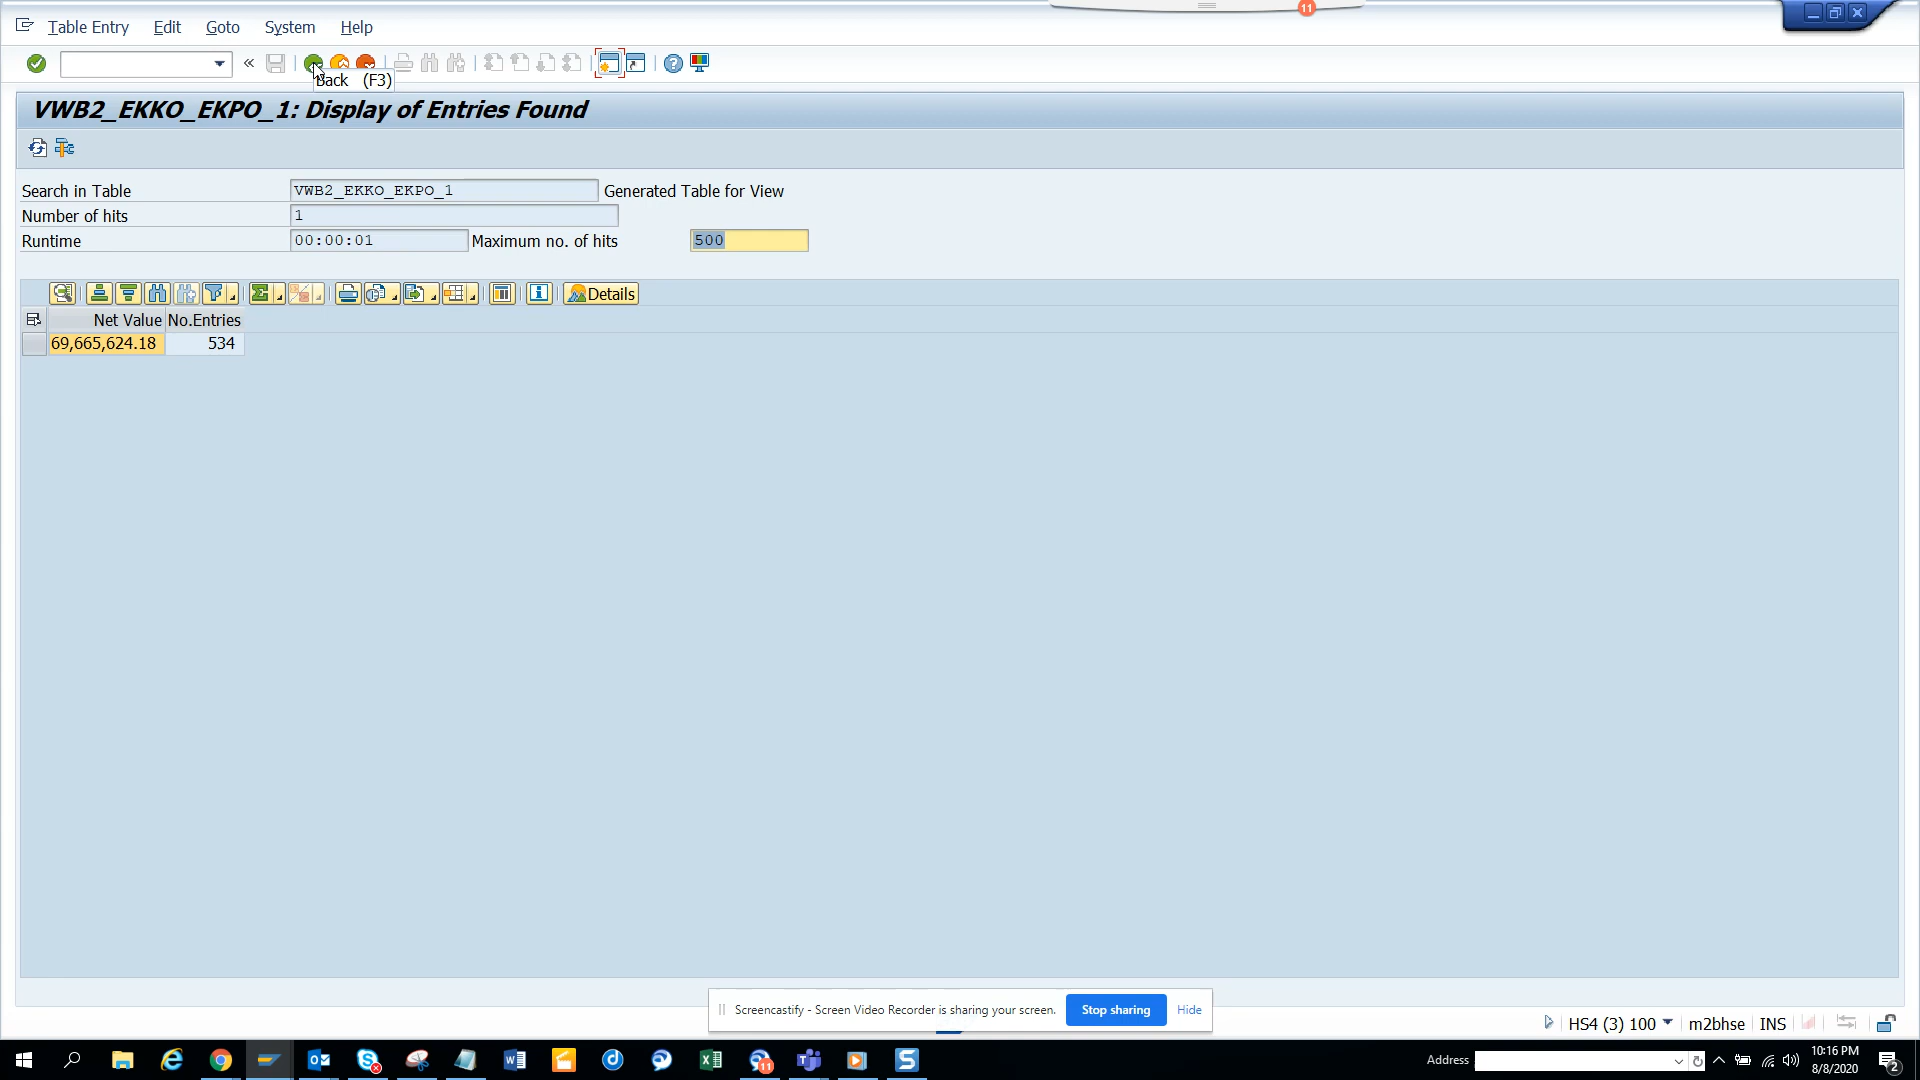 11
Table Entry Edit Goto System Help
«
Back (F3)
VWB2_EKKO_EKPO_1: Display of Entries Found
Search in Table VWB2_EKKO_EKPO_1 Generated Table for View
Number of hits 1
Runtime 00:00:01 Maximum no. of hits 500
Details
Net Value No.Entries
69,665,624.18 534
Screencastify - Screen Video Recorder is sharing your screen. Stop sharing Hide
HS4 (3) 100 m2bhse INS
11
Address
10:16 PM
8/8/2020
2